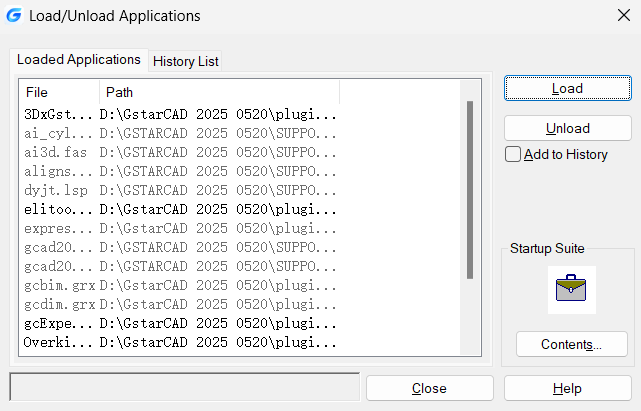 Load/Unload Applications
Loaded Applications
History List
File Path
3DxGst... D:\GstarCAD 2025 0520\plugi...
ai_cyl... D:\GSTARCAD 2025 0520\SUPPO...
ai3d.fas D:\GSTARCAD 2025 0520\SUPPO...
aligns... D:\GSTARCAD 2025 0520\SUPPO...
dyjt.lsp D:\GSTARCAD 2025 0520\SUPPO...
elitoo... D:\GstarCAD 2025 0520\plugi...
expres... D:\GSTARCAD 2025 0520\plugi...
gcad20... D:\GSTARCAD 2025 0520\SUPPO...
gcad20... D:\GSTARCAD 2025 0520\SUPPO...
gcbim.grx D:\GSTARCAD 2025 0520\plugi...
gcdim.grx D:\GSTARCAD 2025 0520\plugi...
gcExpe... D:\GstarCAD 2025 0520\plugi...
Overki... D:\GstarCAD 2025 0520\plugi...
Load
Unload
Add to History
Startup Suite
Contents...
Close
Help